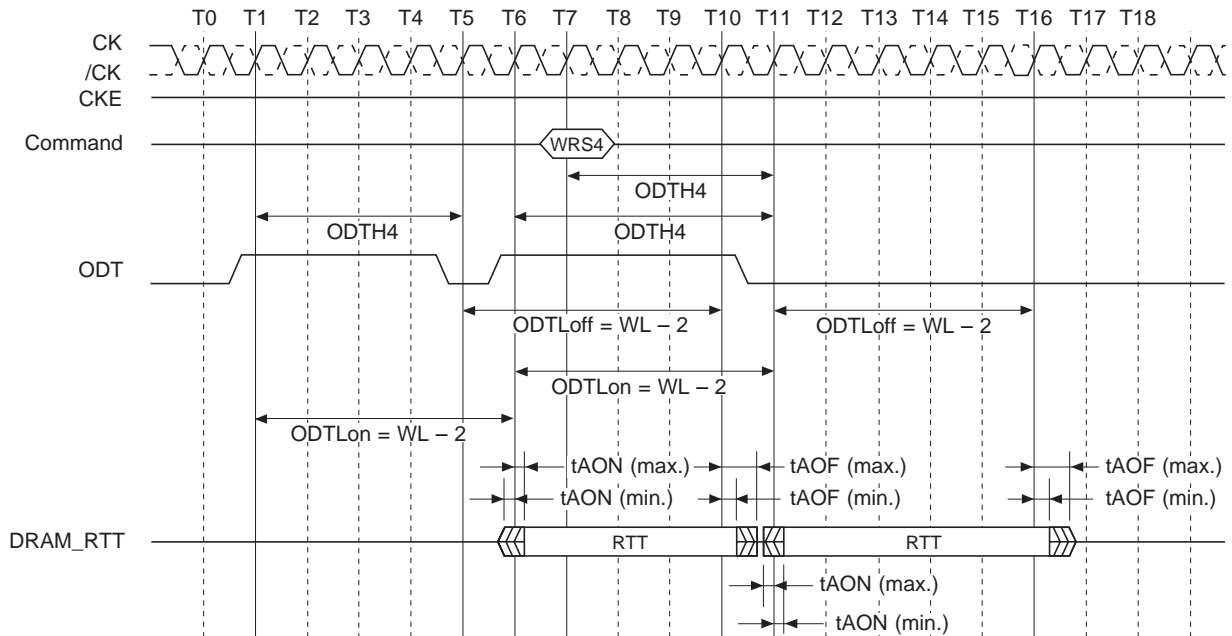 T0 T1 T2 T3 T4 T5 T6 T7 T8 T9 T10 T11 T12 T13 T14 T15 T16 T17 T18
CK
/CK
CKE
Command WRS4
ODTH4
ODTH4 ODTH4
ODT
ODTLoff = WL – 2 ODTLoff = WL – 2
ODTLon = WL – 2
ODTLon = WL – 2
tAON (max.) tAOF (max.) tAOF (max.)
tAON (min.) tAOF (min.) tAOF (min.)
DRAM_RTT RTT RTT
tAON (max.)
tAON (min.)